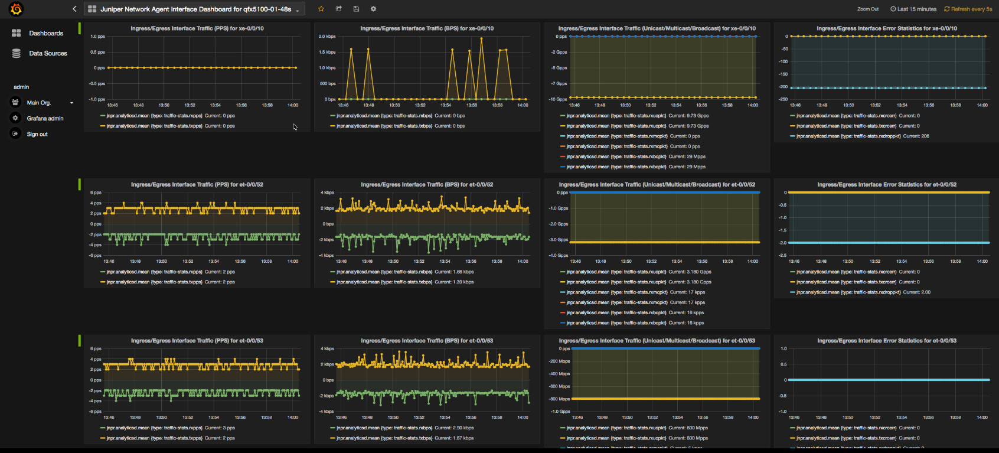 Juniper Network Agent Interface Dashboard for qfx5100-01-48s
Zoom Out
Last 15 minutes
Refresh every 5s
Dashboards
Data Sources
admin
Main Org.
Grafana admin
Sign out
Ingress/Egress Interface Traffic (PPS) for xe-0/0/10
1.0 pps
0.5 pps
0 pps
-0.5 pps
-1.0 pps
13:46 13:48 13:50 13:52 13:54 13:56 13:58 14:00
jnpr.analyticsd.mean {type: traffic-stats.rxpps} Current: 0 pps
jnpr.analyticsd.mean {type: traffic-stats.txpps} Current: 0 pps
Ingress/Egress Interface Traffic (BPS) for xe-0/0/10
2.0 kbps
1.5 kbps
1.0 kbps
500 bps
0 bps
13:46 13:48 13:50 13:52 13:54 13:56 13:58 14:00
jnpr.analyticsd.mean {type: traffic-stats.rxbps} Current: 0 bps
jnpr.analyticsd.mean {type: traffic-stats.txbps} Current: 0 bps
Ingress/Egress Interface Traffic (Unicast/Multicast/Broadcast) for xe-0/0/10
0 pps
-2 Gpps
-5 Gpps
-7 Gpps
-10 Gpps
13:46 13:48 13:50 13:52 13:54 13:56 13:58 14:00
jnpr.analyticsd.mean {type: traffic-stats.rxucpkt} Current: 9.73 Gpps
jnpr.analyticsd.mean {type: traffic-stats.rxucpkt} Current: 9.73 Gpps
jnpr.analyticsd.mean {type: traffic-stats.rxmcpkt} Current: 0 pps
jnpr.analyticsd.mean {type: traffic-stats.rxmcpkt} Current: 0 pps
jnpr.analyticsd.mean {type: traffic-stats.rxbcpkt} Current: 29 Mpps
jnpr.analyticsd.mean {type: traffic-stats.rxbcpkt} Current: 29 Mpps
Ingress/Egress Interface Error Statistics for xe-0/0/10
0
-50
-100
-150
-200
-250
13:46 13:48 13:50 13:52 13:54 13:56 13:58 14:00
jnpr.analyticsd.mean {type: traffic-stats.rxcrcerr} Current: 0
jnpr.analyticsd.mean {type: traffic-stats.txcrcerr} Current: 0
jnpr.analyticsd.mean {type: traffic-stats.rxdroppkt} Current: 206
Ingress/Egress Interface Traffic (PPS) for et-0/0/52
6 pps
4 pps
2 pps
0 pps
-2 pps
-4 pps
-6 pps
13:46 13:48 13:50 13:52 13:54 13:56 13:58 14:00
jnpr.analyticsd.mean {type: traffic-stats.rxpps} Current: 2 pps
jnpr.analyticsd.mean {type: traffic-stats.txpps} Current: 2 pps
Ingress/Egress Interface Traffic (BPS) for et-0/0/52
4 kbps
2 kbps
0 bps
-2 kbps
-4 kbps
13:46 13:48 13:50 13:52 13:54 13:56 13:58 14:00
jnpr.analyticsd.mean {type: traffic-stats.rxbps} Current: 1.66 kbps
jnpr.analyticsd.mean {type: traffic-stats.txbps} Current: 1.39 kbps
Ingress/Egress Interface Traffic (Unicast/Multicast/Broadcast) for et-0/0/52
0 pps
-1.0 Gpps
-2.0 Gpps
-3.0 Gpps
-4.0 Gpps
13:46 13:48 13:50 13:52 13:54 13:56 13:58 14:00
jnpr.analyticsd.mean {type: traffic-stats.rxucpkt} Current: 3.180 Gpps
jnpr.analyticsd.mean {type: traffic-stats.rxucpkt} Current: 3.180 Gpps
jnpr.analyticsd.mean {type: traffic-stats.rxmcpkt} Current: 17 kpps
jnpr.analyticsd.mean {type: traffic-stats.rxmcpkt} Current: 17 kpps
jnpr.analyticsd.mean {type: traffic-stats.rxbcpkt} Current: 16 kpps
jnpr.analyticsd.mean {type: traffic-stats.rxbcpkt} Current: 16 kpps
Ingress/Egress Interface Error Statistics for et-0/0/52
0
-0.5
-1.0
-1.5
-2.0
-2.5
13:46 13:48 13:50 13:52 13:54 13:56 13:58 14:00
jnpr.analyticsd.mean {type: traffic-stats.rxcrcerr} Current: 0
jnpr.analyticsd.mean {type: traffic-stats.txcrcerr} Current: 0
jnpr.analyticsd.mean {type: traffic-stats.rxdroppkt} Current: 2.00
Ingress/Egress Interface Traffic (PPS) for et-0/0/53
6 pps
4 pps
2 pps
0 pps
-2 pps
-4 pps
-6 pps
13:46 13:48 13:50 13:52 13:54 13:56 13:58 14:00
jnpr.analyticsd.mean {type: traffic-stats.rxpps} Current: 3 pps
jnpr.analyticsd.mean {type: traffic-stats.txpps} Current: 2 pps
Ingress/Egress Interface Traffic (BPS) for et-0/0/53
4 kbps
2 kbps
0 bps
-2 kbps
-4 kbps
13:46 13:48 13:50 13:52 13:54 13:56 13:58 14:00
jnpr.analyticsd.mean {type: traffic-stats.rxbps} Current: 2.90 kbps
jnpr.analyticsd.mean {type: traffic-stats.txbps} Current: 1.67 kbps
Ingress/Egress Interface Traffic (Unicast/Multicast/Broadcast) for et-0/0/53
0 pps
-200 Mpps
-400 Mpps
-600 Mpps
-800 Mpps
-1.0 Gpps
13:46 13:48 13:50 13:52 13:54 13:56 13:58 14:00
jnpr.analyticsd.mean {type: traffic-stats.rxucpkt} Current: 800 Mpps
jnpr.analyticsd.mean {type: traffic-stats.rxucpkt} Current: 800 Mpps
Ingress/Egress Interface Error Statistics for et-0/0/53
1.0
0.5
0
-0.5
-1.0
13:46 13:48 13:50 13:52 13:54 13:56 13:58 14:00
jnpr.analyticsd.mean {type: traffic-stats.rxcrcerr} Current: 0
jnpr.analyticsd.mean {type: traffic-stats.txcrcerr} Current: 0